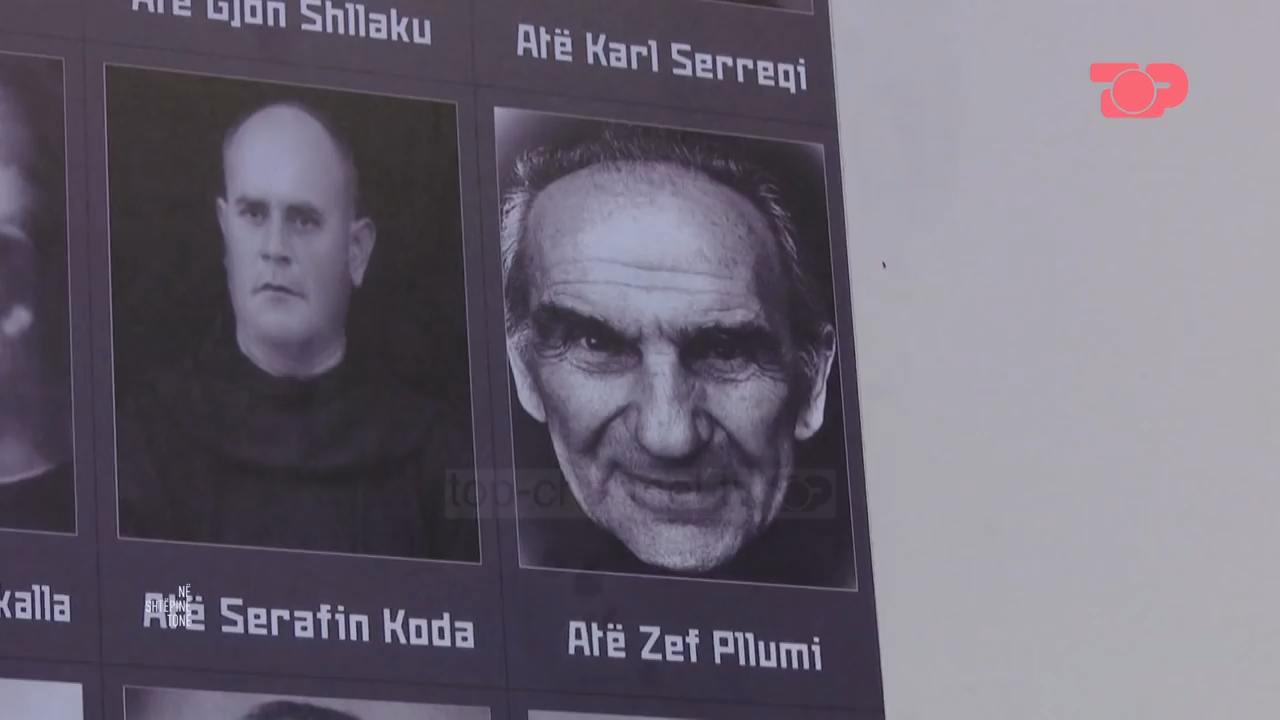 Atë Gjon Shllaku
Atë Karl Serreqi
TOP
kalla
Atë Serafin Koda
Atë Zef Pllumi
NË
SHTËPINË
TONË